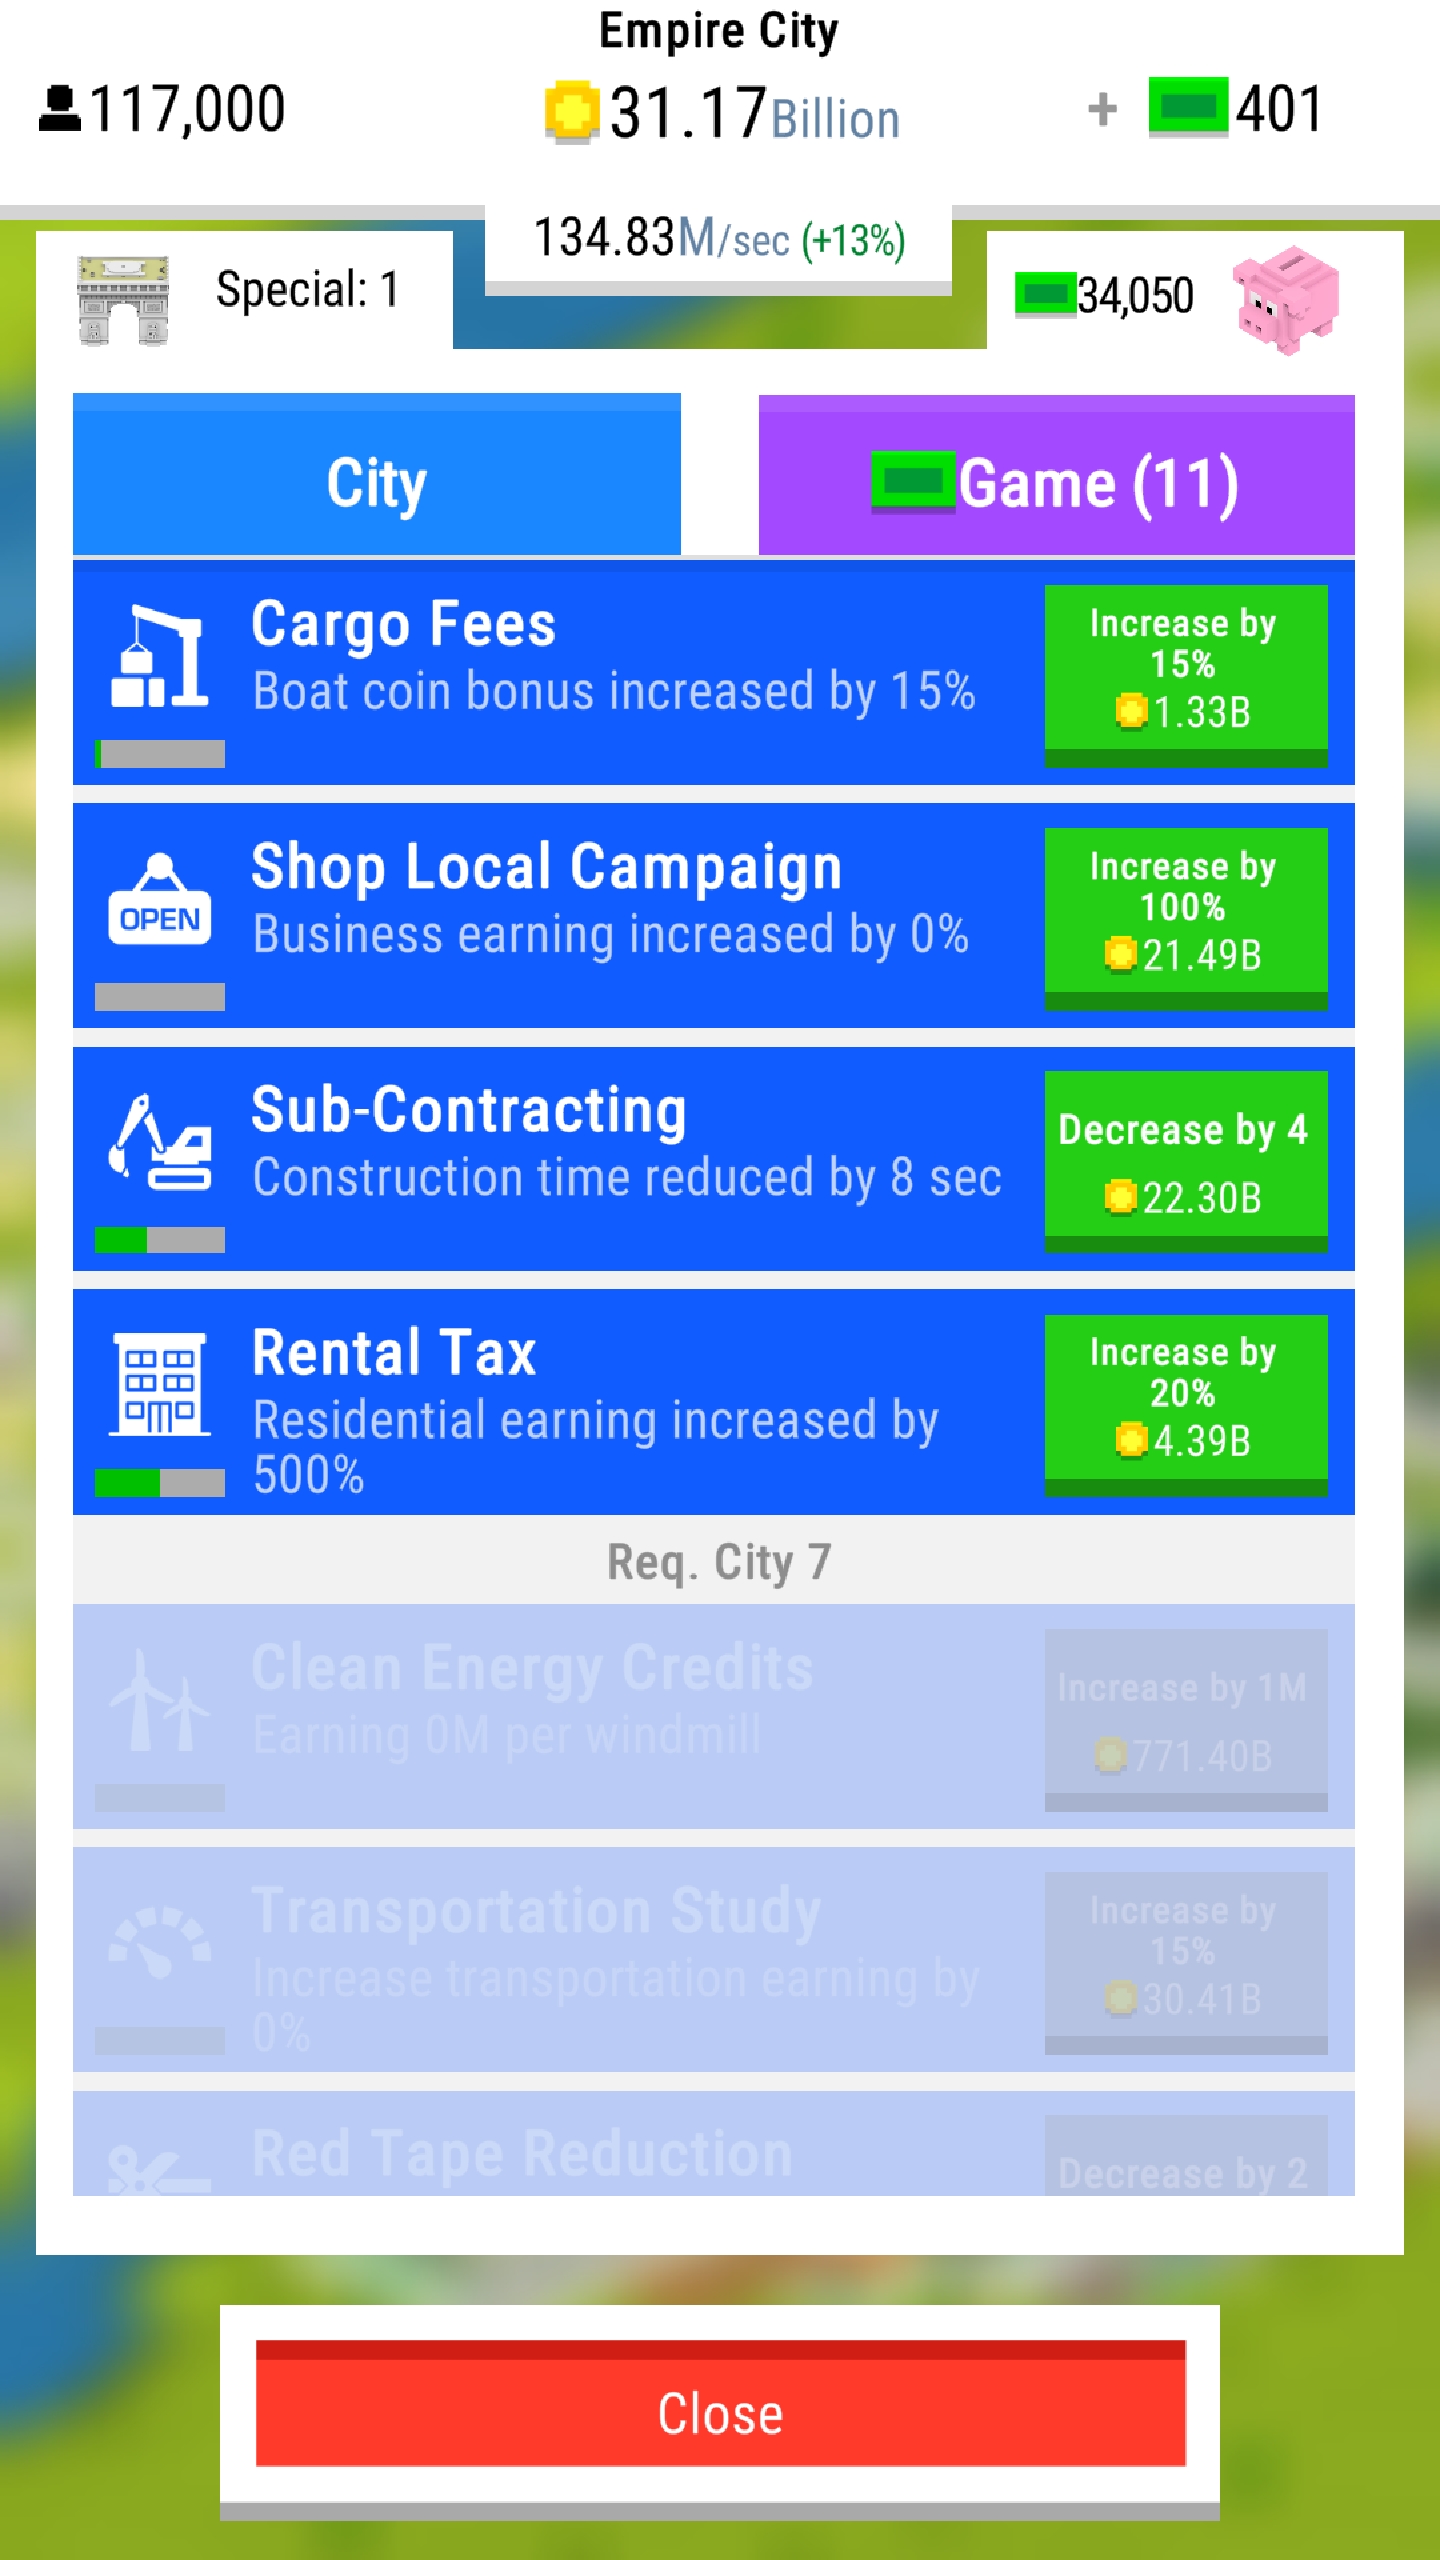 Empire City
117,000
31.17Billion
+ 401
134.83M/sec (+13%)
Special: 1
34,050
City
Game (11)
Cargo Fees
Boat coin bonus increased by 15%
Increase by
15%
1.33B
Shop Local Campaign
Business earning increased by 0%
OPEN
Increase by
100%
21.49B
Sub-Contracting
Construction time reduced by 8 sec
Decrease by 4
22.30B
Rental Tax
Residential earning increased by
500%
Increase by
20%
4.39B
Req. City 7
Clean Energy Credits
Earning 0M per windmill
Increase by 1M
771.40B
Transportation Study
Increase transportation earning by
0%
Increase by
15%
30.41B
Red Tape Reduction
Decrease by 2
Close